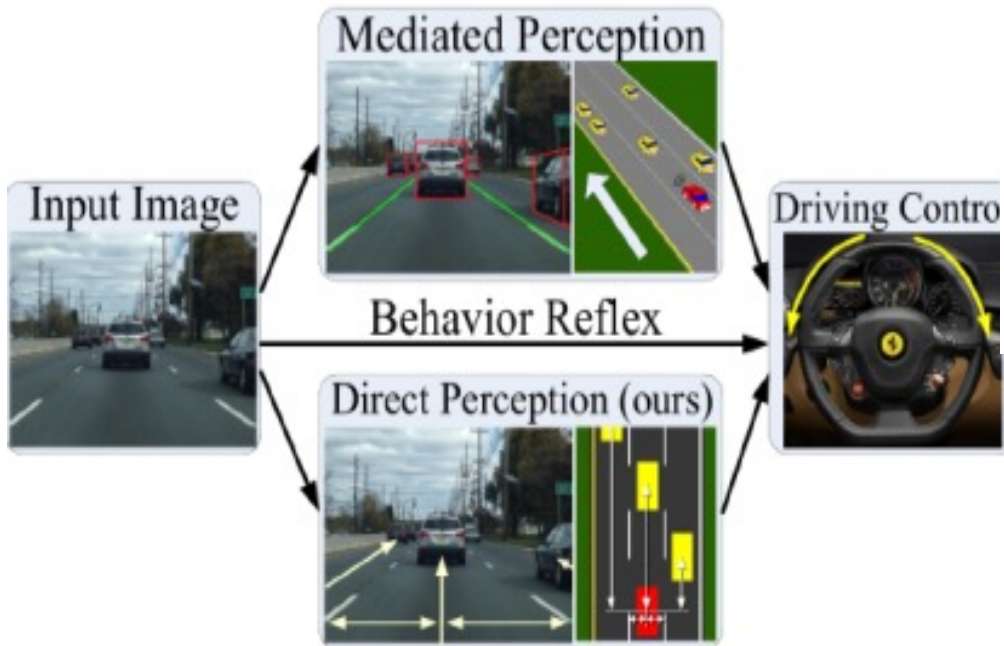 Mediated Perception
Input Image
Driving Contro
Behavior Reflex
Direct Perception (ours)